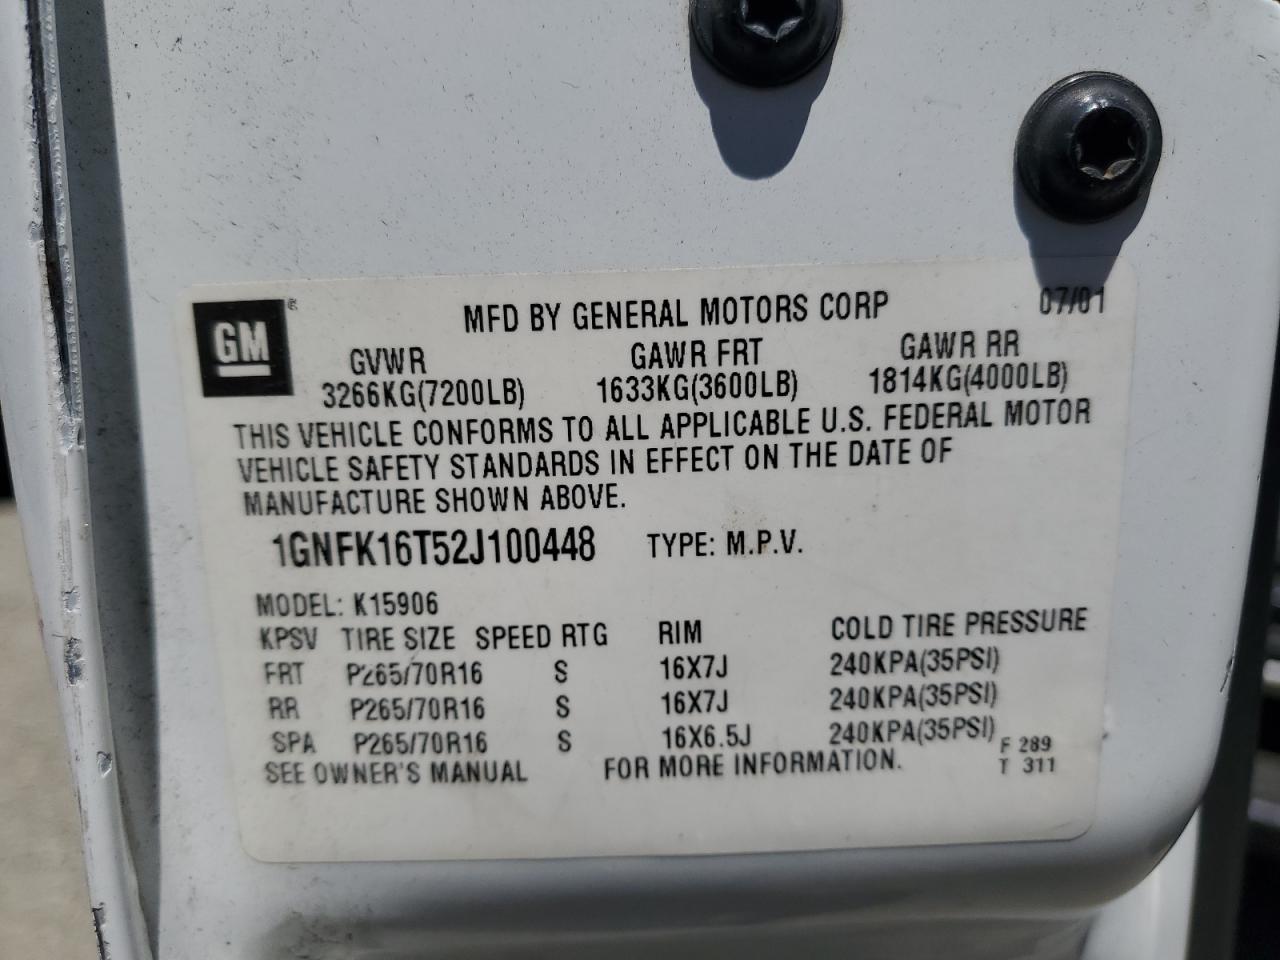 GM ®
MFD BY GENERAL MOTORS CORP 07/01
GVWR GAWR FRT GAWR RR
3266KG(7200LB) 1633KG(3600LB) 1814KG(4000LB)
THIS VEHICLE CONFORMS TO ALL APPLICABLE U.S. FEDERAL MOTOR
VEHICLE SAFETY STANDARDS IN EFFECT ON THE DATE OF
MANUFACTURE SHOWN ABOVE.
1GNFK16T52J100448 TYPE: M.P.V.
MODEL: K15906
KPSV TIRE SIZE SPEED RTG RIM COLD TIRE PRESSURE
FRT P265/70R16 S 16X7J 240KPA(35PSI)
RR P265/70R16 S 16X7J 240KPA(35PSI)
SPA P265/70R16 S 16X6.5J 240KPA(35PSI)
SEE OWNER'S MANUAL FOR MORE INFORMATION.
F 289
T 311